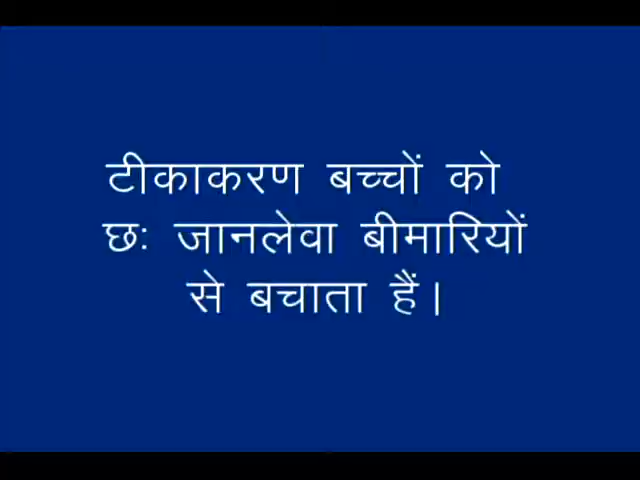 टीकाकरण बच्चों को
छः जानलेवा बीमारियों
से बचाता हैं।